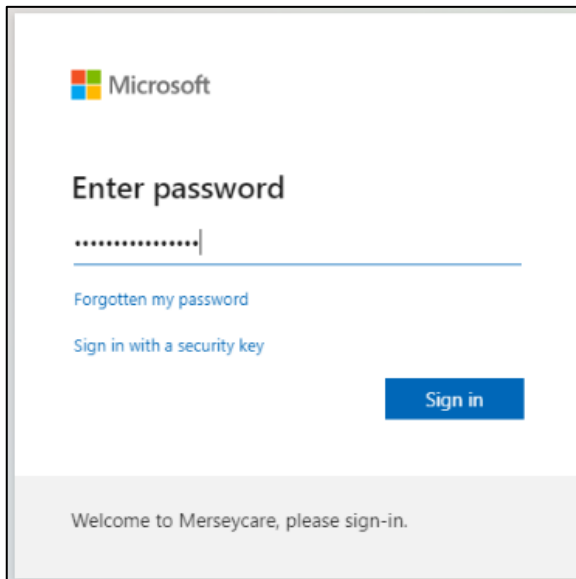 Microsoft
Enter password
••••••••••••••••
Forgotten my password
Sign in with a security key
Sign in
Welcome to Merseycare, please sign-in.